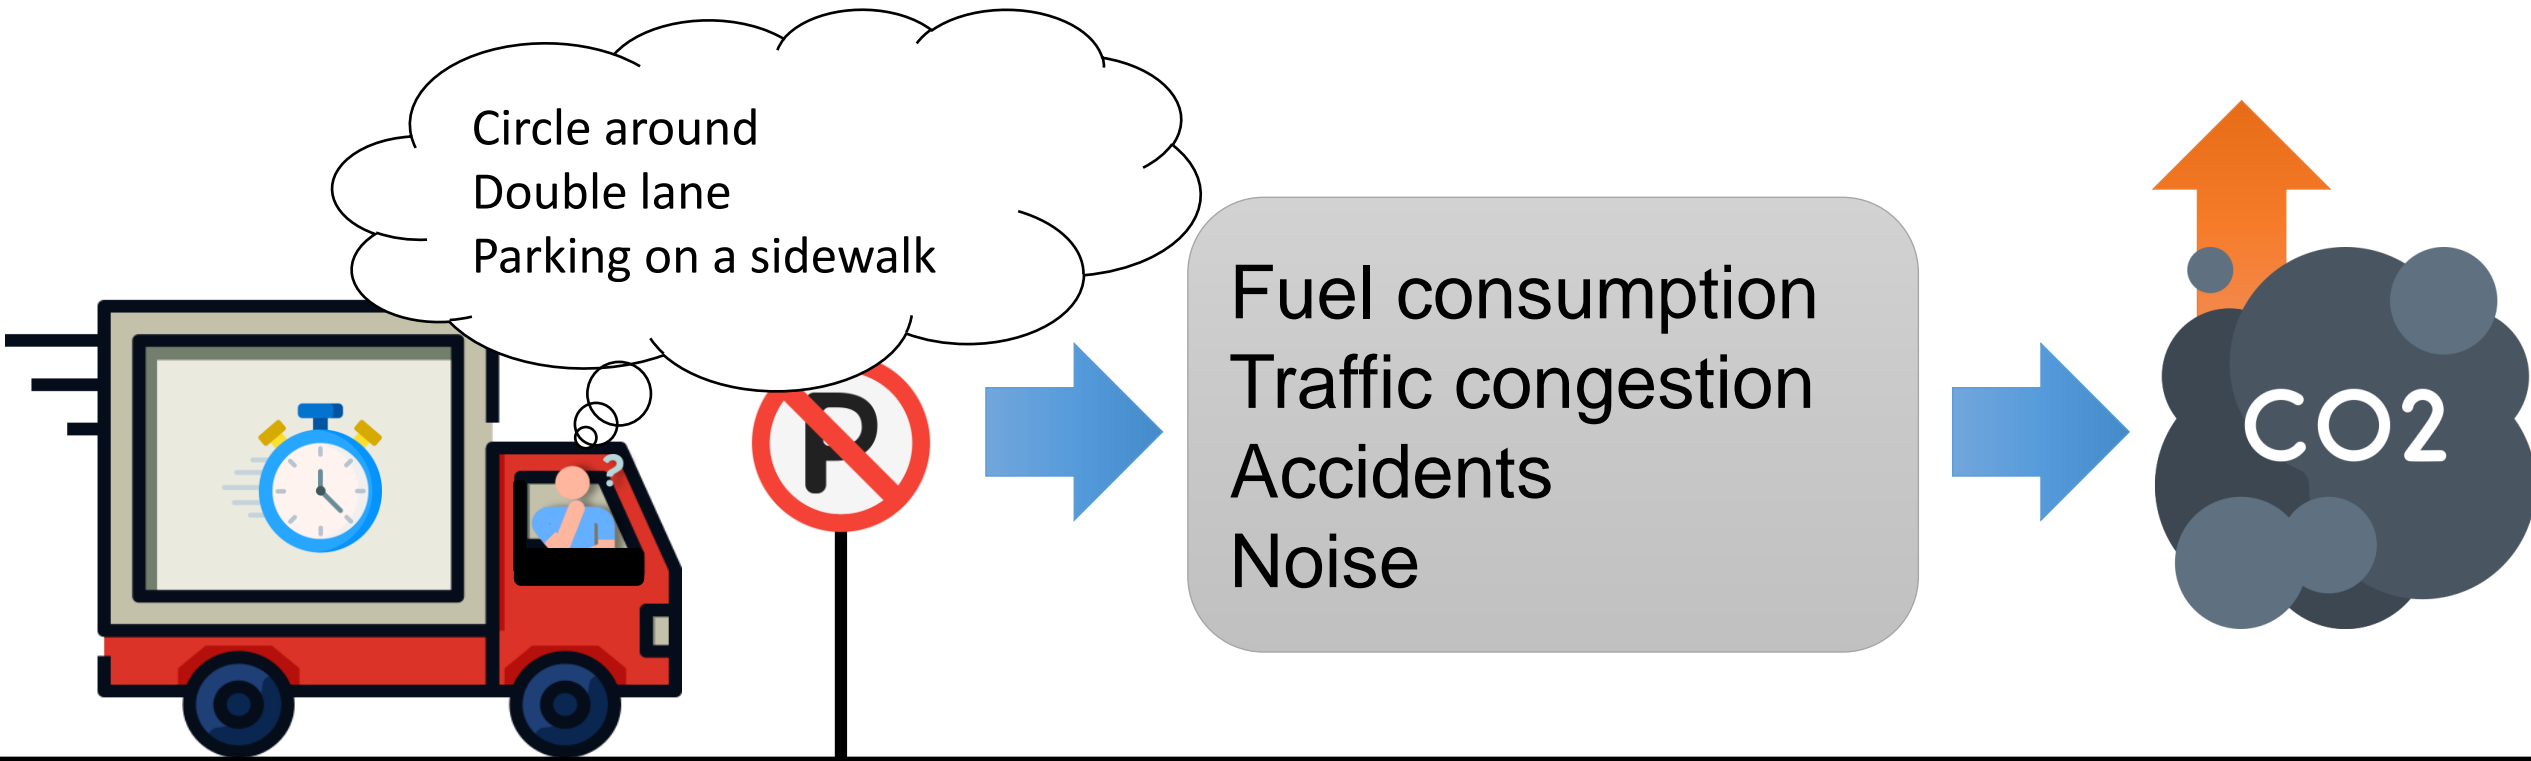 Circle around
Double lane
Parking on a sidewalk
?
P
Fuel consumption
Traffic congestion
Accidents
Noise
CO2